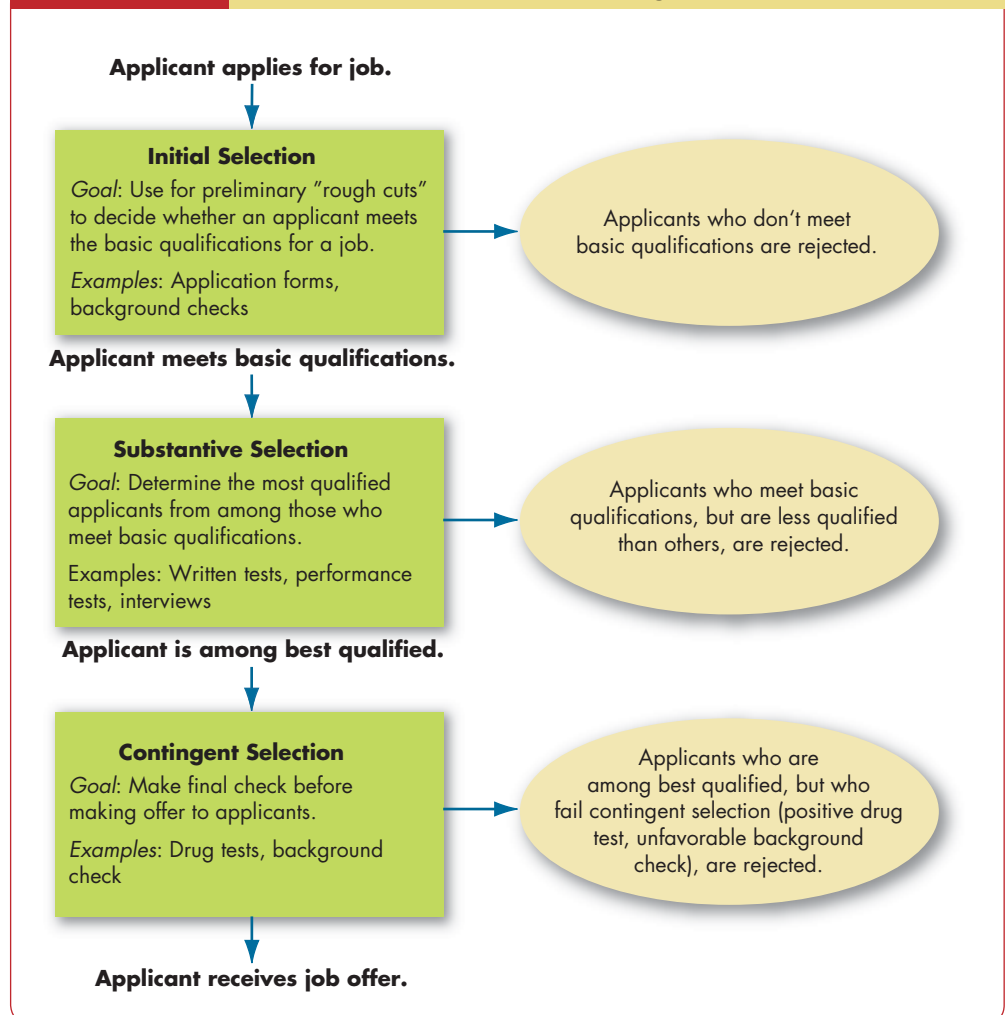 Applicant applies for job.
Initial Selection
Goal: Use for preliminary "rough cuts"
to decide whether an applicant meets
the basic qualifications for a job.
Examples: Application forms,
background checks
Applicants who don't meet
basic qualifications are rejected.
Applicant meets basic qualifications.
Substantive Selection
Goal: Determine the most qualified
applicants from among those who
meet basic qualifications.
Examples: Written tests, performance
tests, interviews
Applicants who meet basic
qualifications, but are less qualified
than others, are rejected.
Applicant is among best qualified.
Contingent Selection
Goal: Make final check before
making offer to applicants.
Examples: Drug tests, background
check
Applicants who are
among best qualified, but who
fail contingent selection (positive drug
test, unfavorable background
check), are rejected.
Applicant receives job offer.